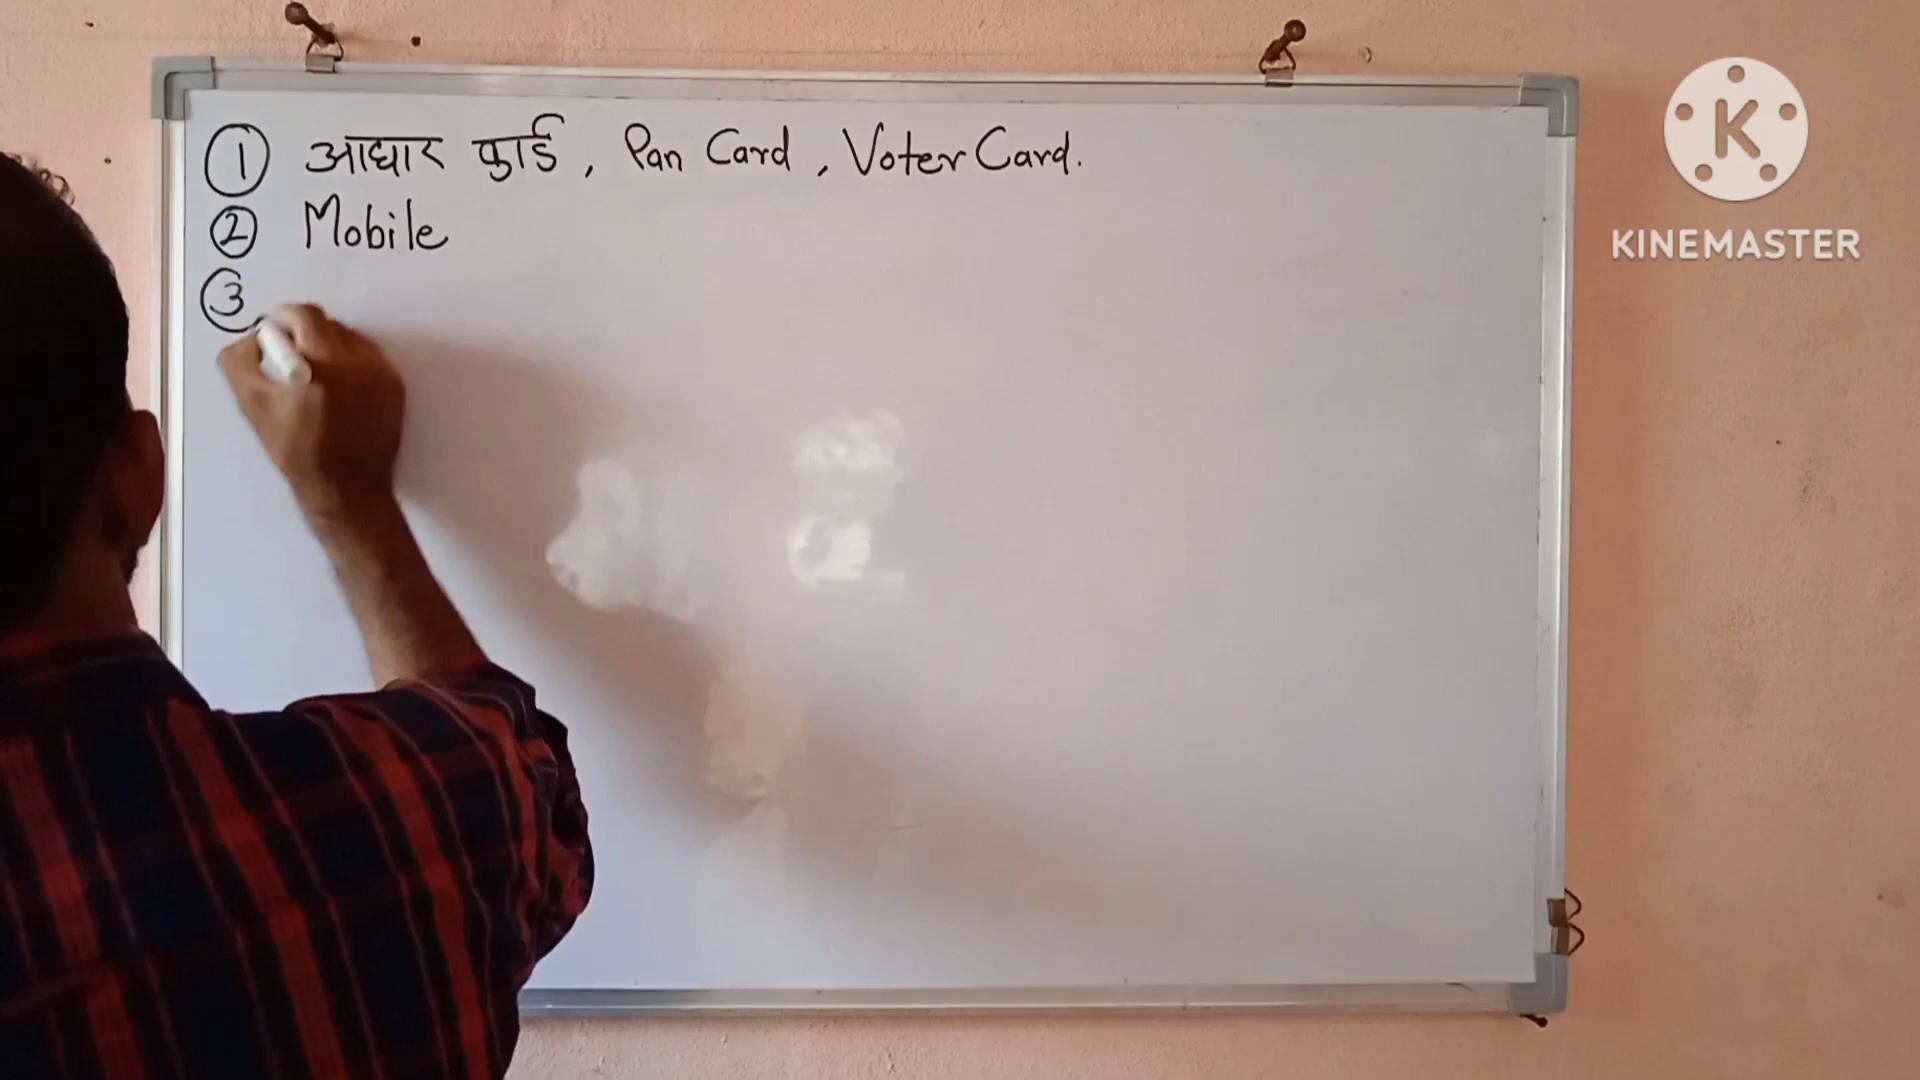 ① आधार कार्ड, Pan Card, Voter Card.
② Mobile
③
K
KINEMASTER